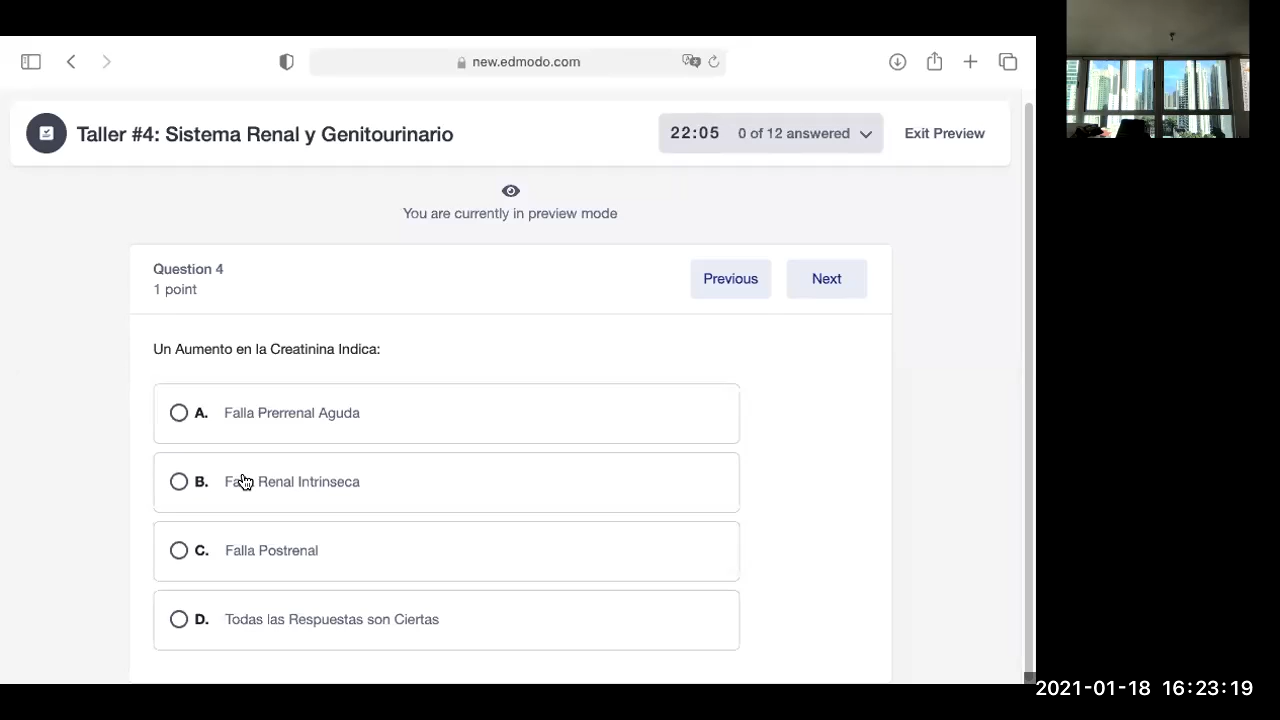 new.edmodo.com
Taller #4: Sistema Renal y Genitourinario
22:05 0 of 12 answered
Exit Preview
You are currently in preview mode
Question 4
1 point
Previous
Next
Un Aumento en la Creatinina Indica:
A. Falla Prerrenal Aguda
B. Falla Renal Intrinseca
C. Falla Postrenal
D. Todas las Respuestas son Ciertas
2021-01-18 16:23:19